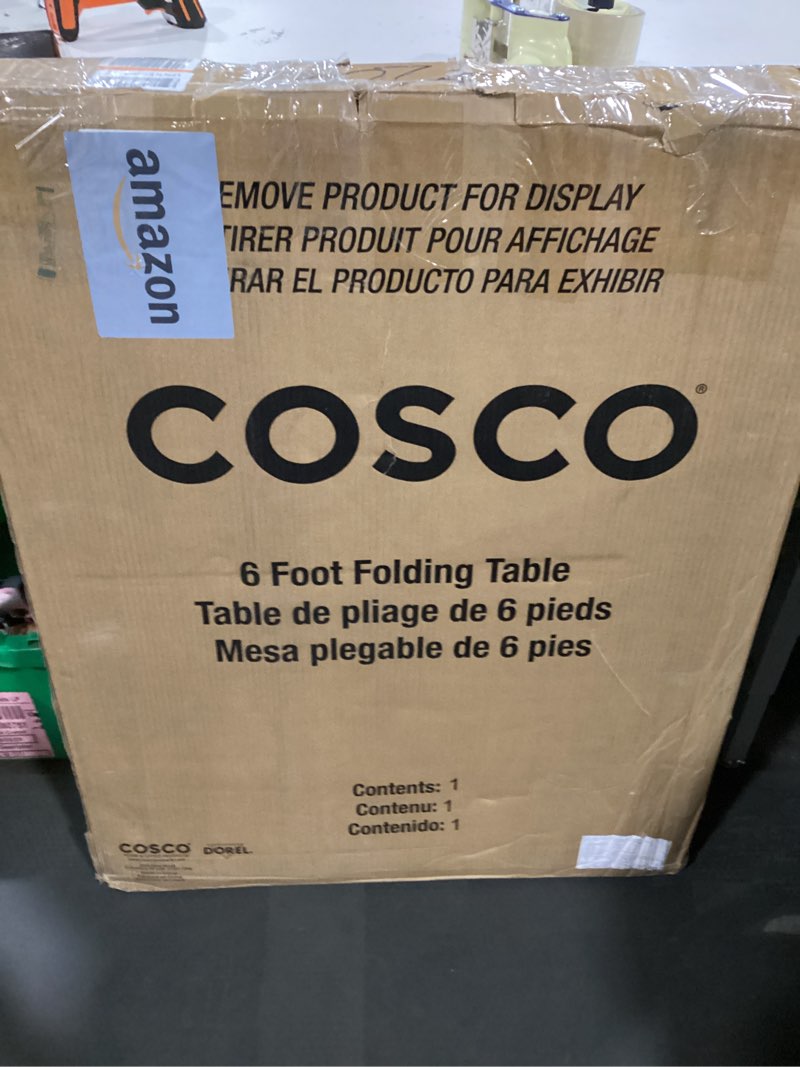 amazon
EMOVE PRODUCT FOR DISPLAY
TIRER PRODUIT POUR AFFICHAGE
RAR EL PRODUCTO PARA EXHIBIR
COSCO®
6 Foot Folding Table
Table de pliage de 6 pieds
Mesa plegable de 6 pies
Contents: 1
Contenu: 1
Contenido: 1
COSCO
DOREL